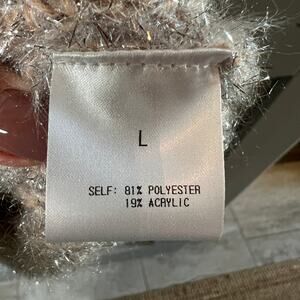 L
SELF: 81% POLYESTER
19% ACRYLIC